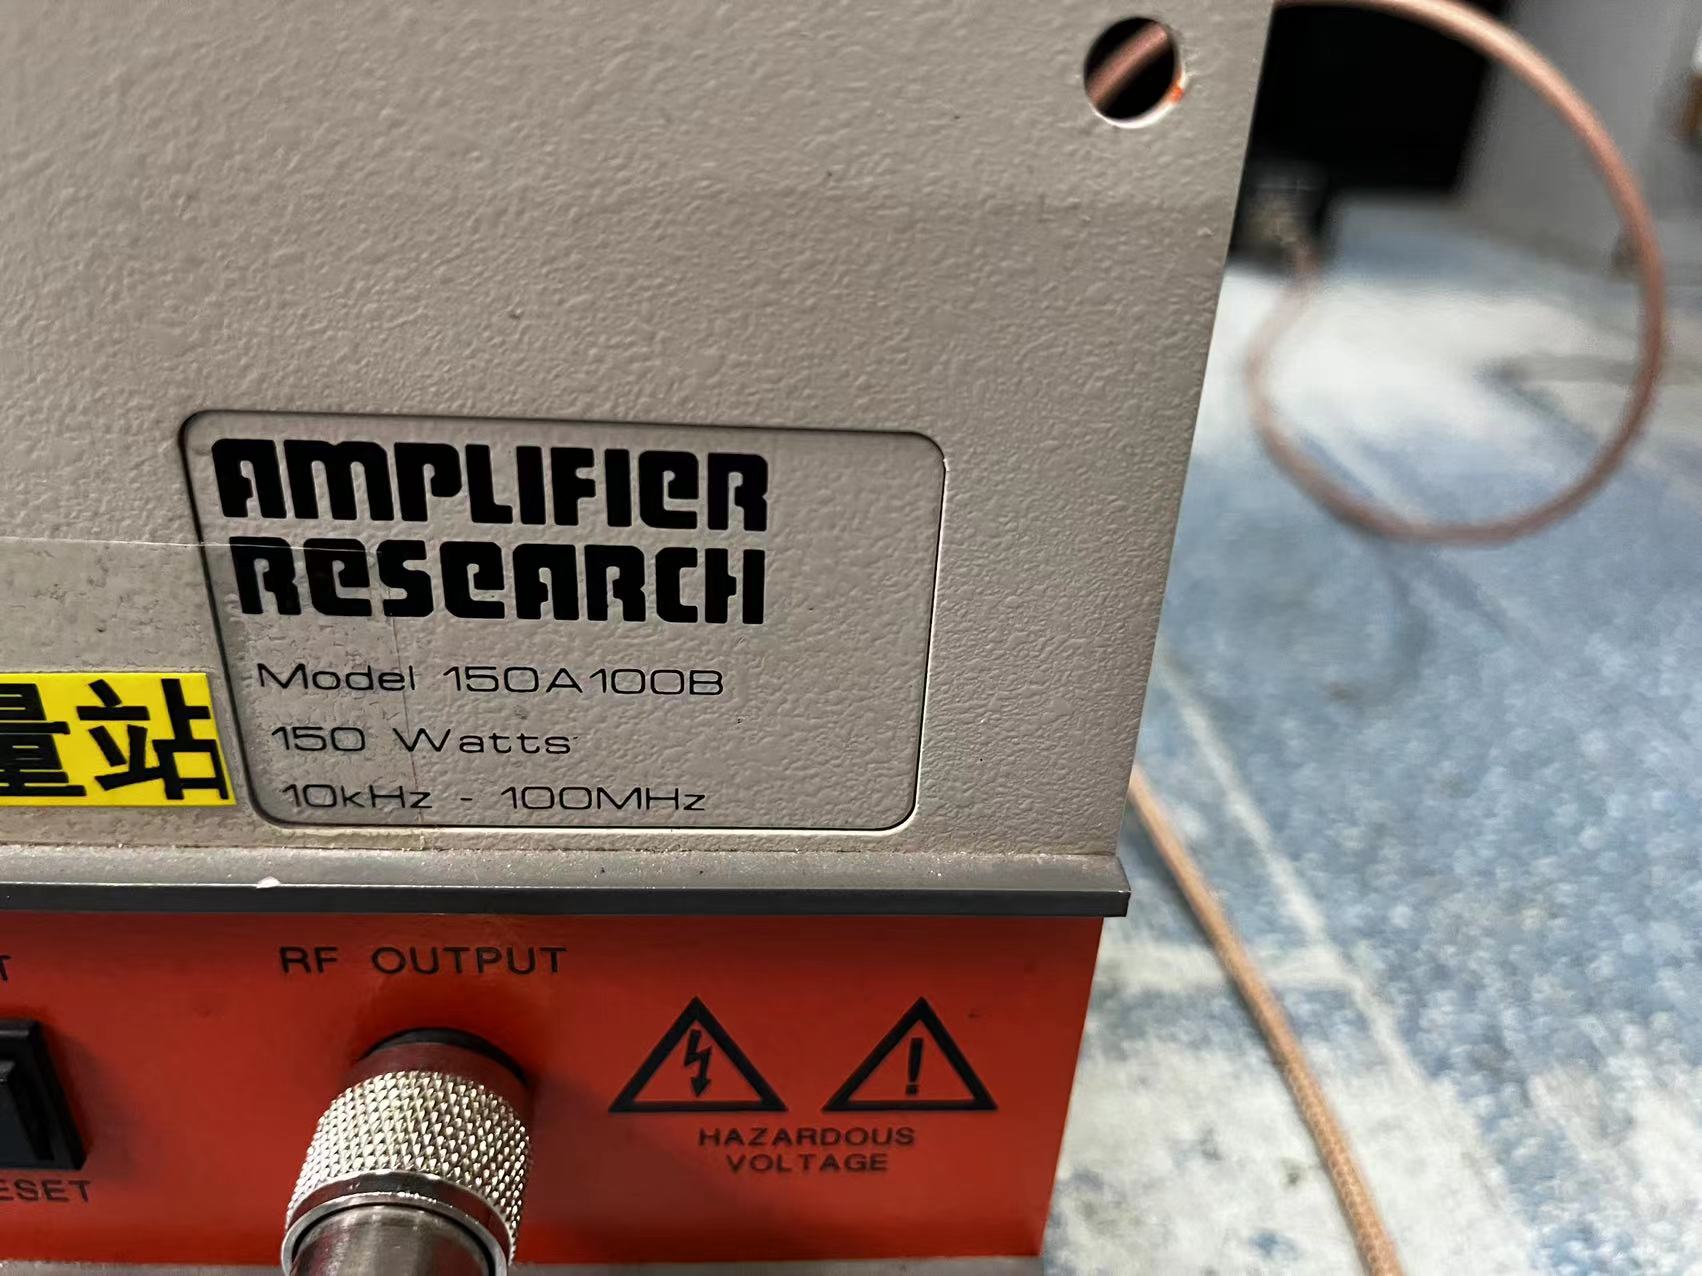 AMPLIFIER
RESEARCH
Model 150A100B
150 Watts
10kHz - 100MHz
量站
RF OUTPUT
HAZARDOUS
VOLTAGE